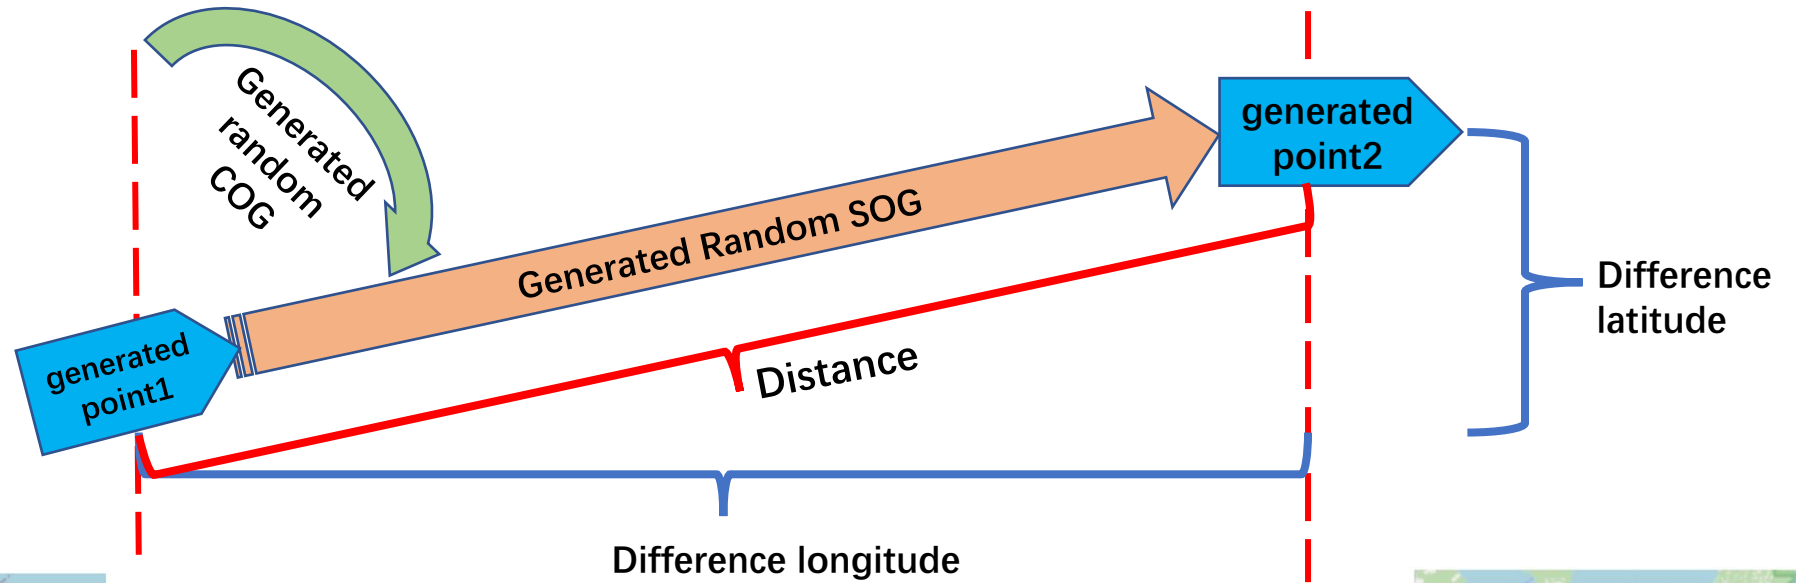 Generated
random
COG
generated
point2
Generated Random SOG
Difference
latitude
generated
point1
Distance
Difference longitude